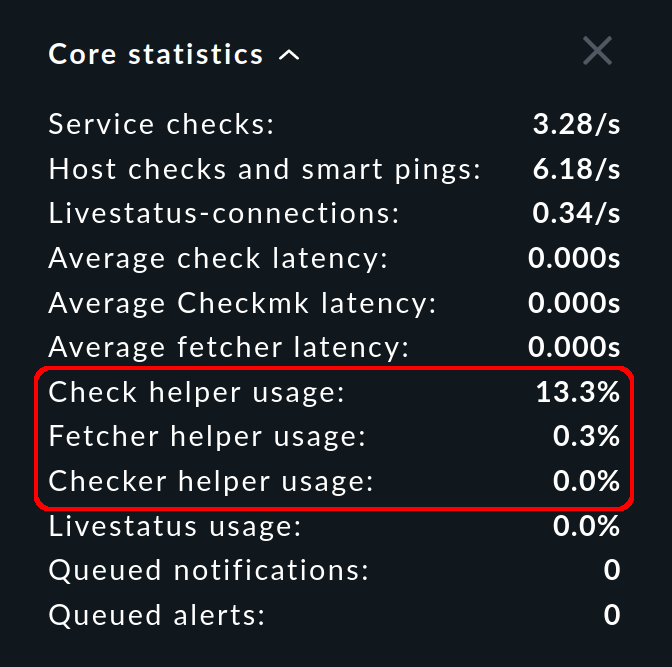 Core statistics
Service checks: 3.28/s
Host checks and smart pings: 6.18/s
Livestatus-connections: 0.34/s
Average check latency: 0.000s
Average Checkmk latency: 0.000s
Average fetcher latency: 0.000s
Check helper usage: 13.3%
Fetcher helper usage: 0.3%
Checker helper usage: 0.0%
Livestatus usage: 0.0%
Queued notifications: 0
Queued alerts: 0